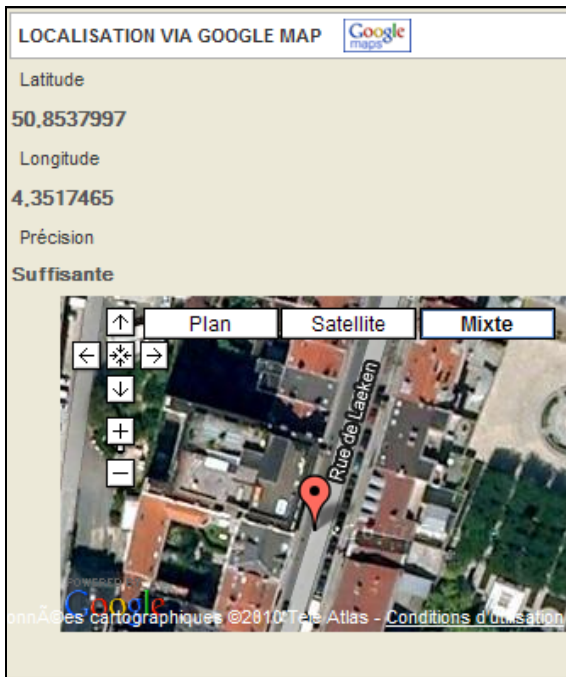 LOCALISATION VIA GOOGLE MAP Google maps
Latitude
50,8537997
Longitude
4,3517465
Précision
Suffisante
Plan Satellite Mixte
Rue de Laeken
POWERED
Google
onnÃ©es cartographiques ©2010 Tele Atlas - Conditions d'utilisation